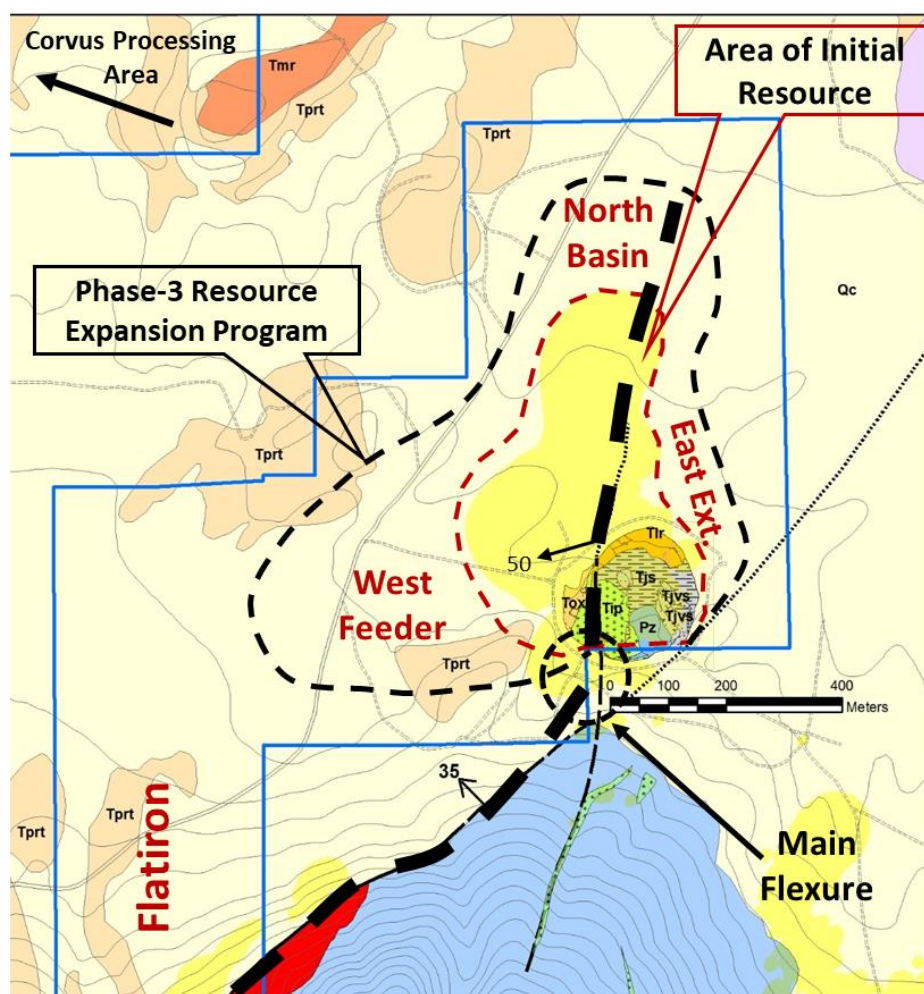 Corvus Processing
Area
Tmr
Tprt
Tprt
Area of Initial
Resource
North
Basin
Phase-3 Resource
Expansion Program
Qc
Tprt
East Ext.
50
Tlr
Tjs
West
Feeder
Tox
Tip
Tjvs
Tjvs
Pz
Tprt
0 100 200 400
Meters
35
Tprt
Tprt
Flatiron
Main
Flexure